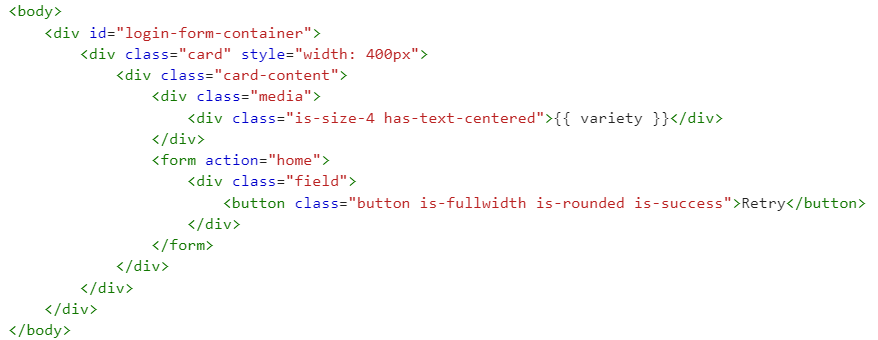 <body>
    <div id="login-form-container">
        <div class="card" style="width: 400px">
            <div class="card-content">
                <div class="media">
                    <div class="is-size-4 has-text-centered">{{ variety }}</div>
                </div>
                <form action="home">
                    <div class="field">
                        <button class="button is-fullwidth is-rounded is-success">Retry</button>
                    </div>
                </form>
            </div>
        </div>
    </div>
</body>